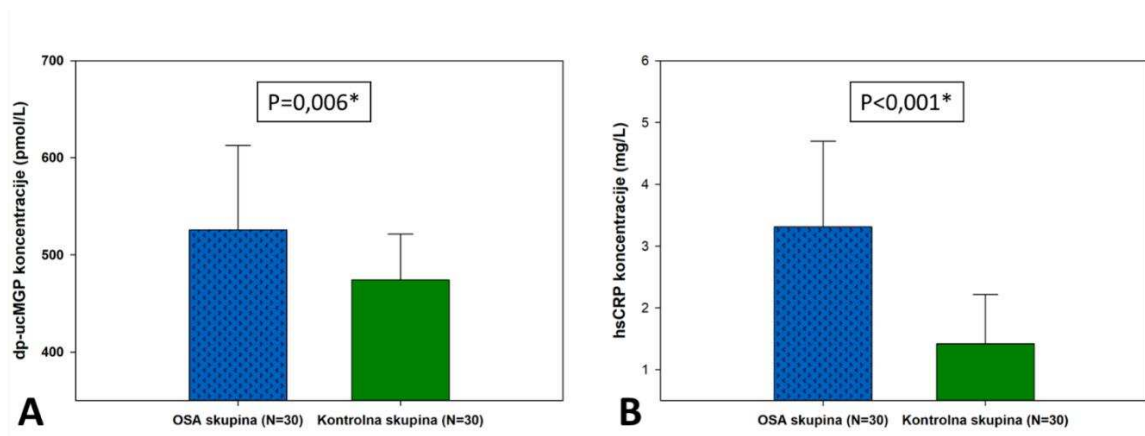 700
600
500
400
dp-ucMGP koncentracije (pmol/L)
P=0,006*
OSA skupina (N=30) Kontrolna skupina (N=30)
A
6
5
4
3
2
1
hsCRP koncentracije (mg/L)
P<0,001*
OSA skupina (N=30) Kontrolna skupina (N=30)
B